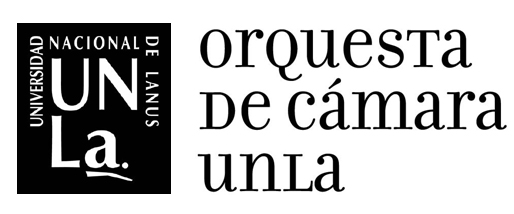 UNIVERSIDAD NACIONAL DE LANUS
UN
La.
orquesta
de cámara
unla